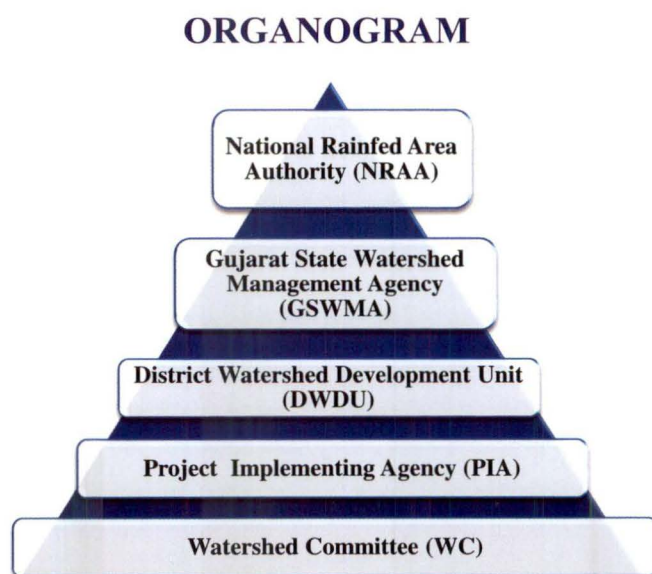 ORGANOGRAM
National Rainfed Area
Authority (NRAA)
Gujarat State Watershed
Management Agency
(GSWMA)
District Watershed Development Unit
(DWDU)
Project Implementing Agency (PIA)
Watershed Committee (WC)